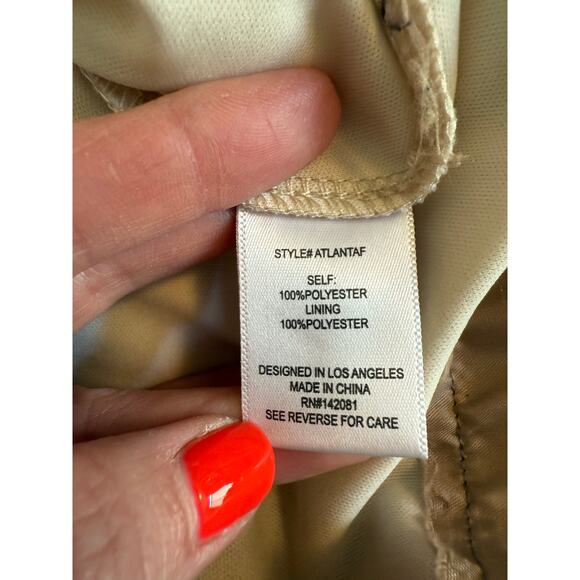 STYLE# ATLANTAF
SELF:
100%POLYESTER
LINING
100%POLYESTER
DESIGNED IN LOS ANGELES
MADE IN CHINA
RN#142081
SEE REVERSE FOR CARE